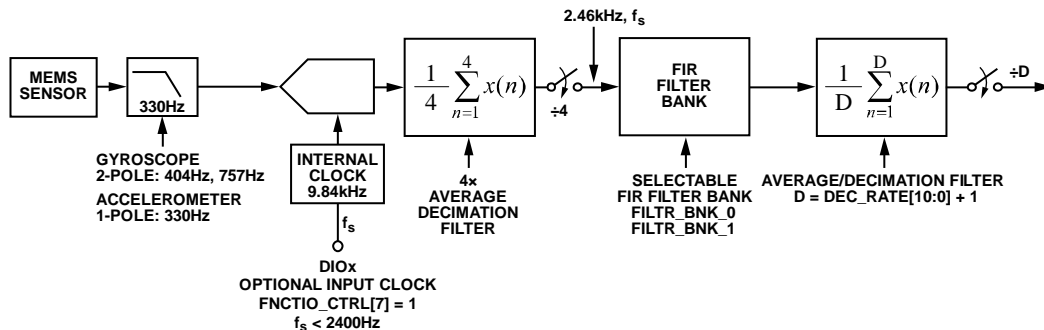 2.46kHz, fs
MEMS
SENSOR
330Hz
1/4 4∑n=1 x(n)
÷4
FIR
FILTER
BANK
1/D D∑n=1 x(n)
÷D
GYROSCOPE
2-POLE: 404Hz, 757Hz
ACCELEROMETER
1-POLE: 330Hz
INTERNAL
CLOCK
9.84kHz
fs
DIOx
OPTIONAL INPUT CLOCK
FNCTIO_CTRL[7] = 1
fs < 2400Hz
4×
AVERAGE
DECIMATION
FILTER
SELECTABLE
FIR FILTER BANK
FILTR_BNK_0
FILTR_BNK_1
AVERAGE/DECIMATION FILTER
D = DEC_RATE[10:0] + 1